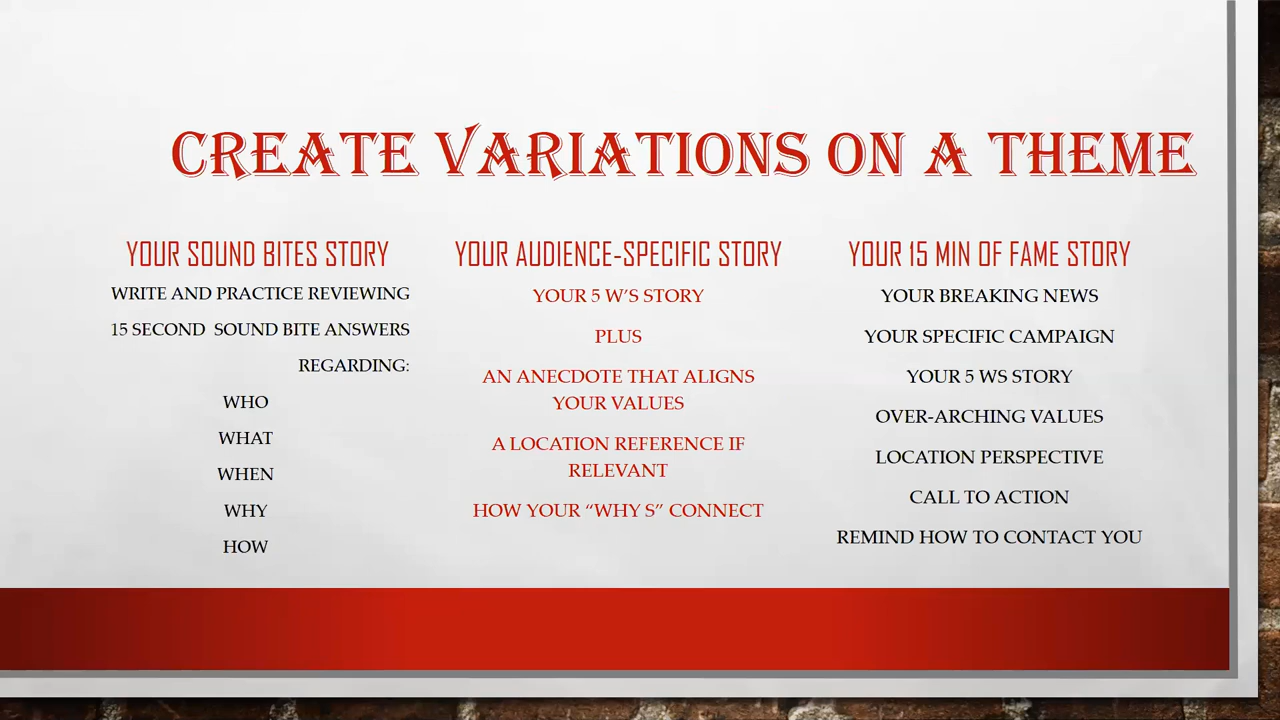 CREATE VARIATIONS ON A THEME
YOUR SOUND BITES STORY
WRITE AND PRACTICE REVIEWING
15 SECOND  SOUND BITE ANSWERS
REGARDING:
WHO
WHAT
WHEN
WHY
HOW
YOUR AUDIENCE-SPECIFIC STORY
YOUR 5 W'S STORY
PLUS
AN ANECDOTE THAT ALIGNS
YOUR VALUES
A LOCATION REFERENCE IF
RELEVANT
HOW YOUR “WHY S” CONNECT
YOUR 15 MIN OF FAME STORY
YOUR BREAKING NEWS
YOUR SPECIFIC CAMPAIGN
YOUR 5 WS STORY
OVER-ARCHING VALUES
LOCATION PERSPECTIVE
CALL TO ACTION
REMIND HOW TO CONTACT YOU